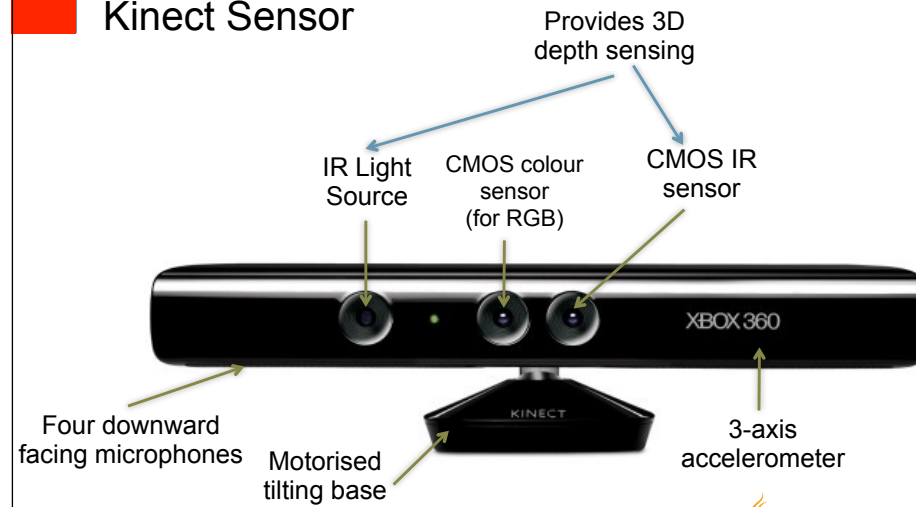 Kinect Sensor
Provides 3D
depth sensing
IR Light
Source
CMOS colour
sensor
(for RGB)
CMOS IR
sensor
XBOX 360
KINECT
Four downward
facing microphones
Motorised
tilting base
3-axis
accelerometer